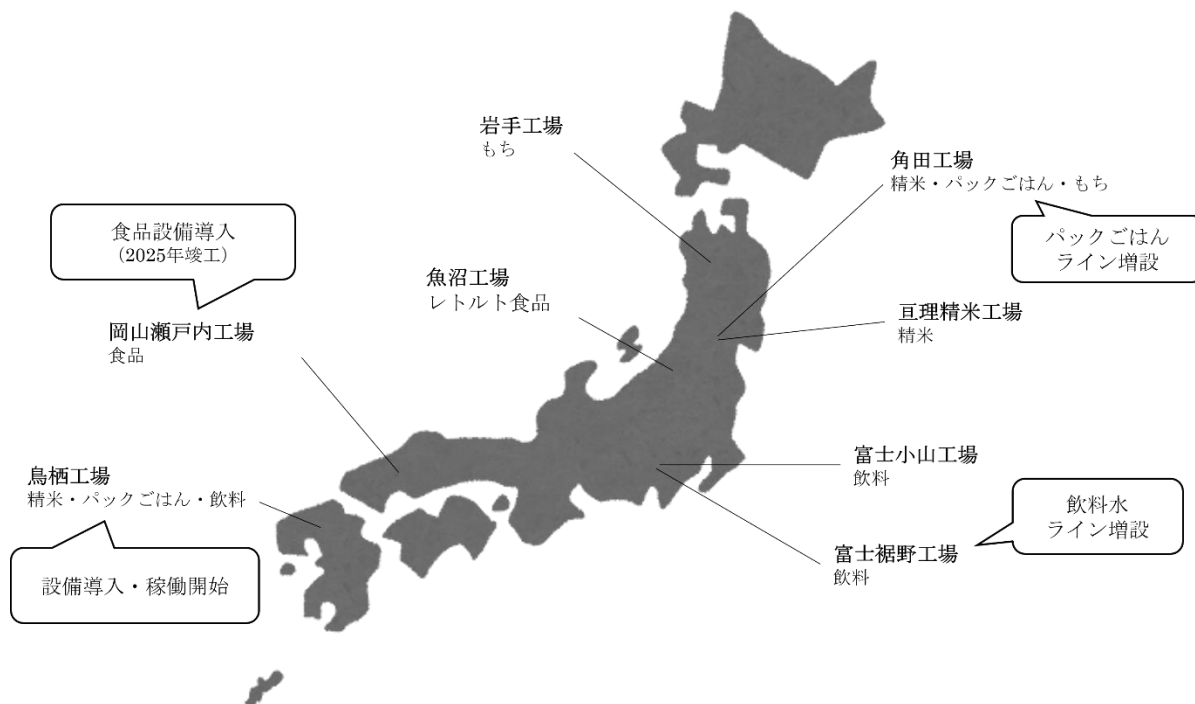 岩手工場
もち
角田工場
精米・パックごはん・もち
パックごはん
ライン増設
食品設備導入
（2025年竣工）
魚沼工場
レトルト食品
岡山瀬戸内工場
食品
亘理精米工場
精米
鳥栖工場
精米・パックごはん・飲料
設備導入・稼働開始
富士小山工場
飲料
飲料水
ライン増設
富士裾野工場
飲料